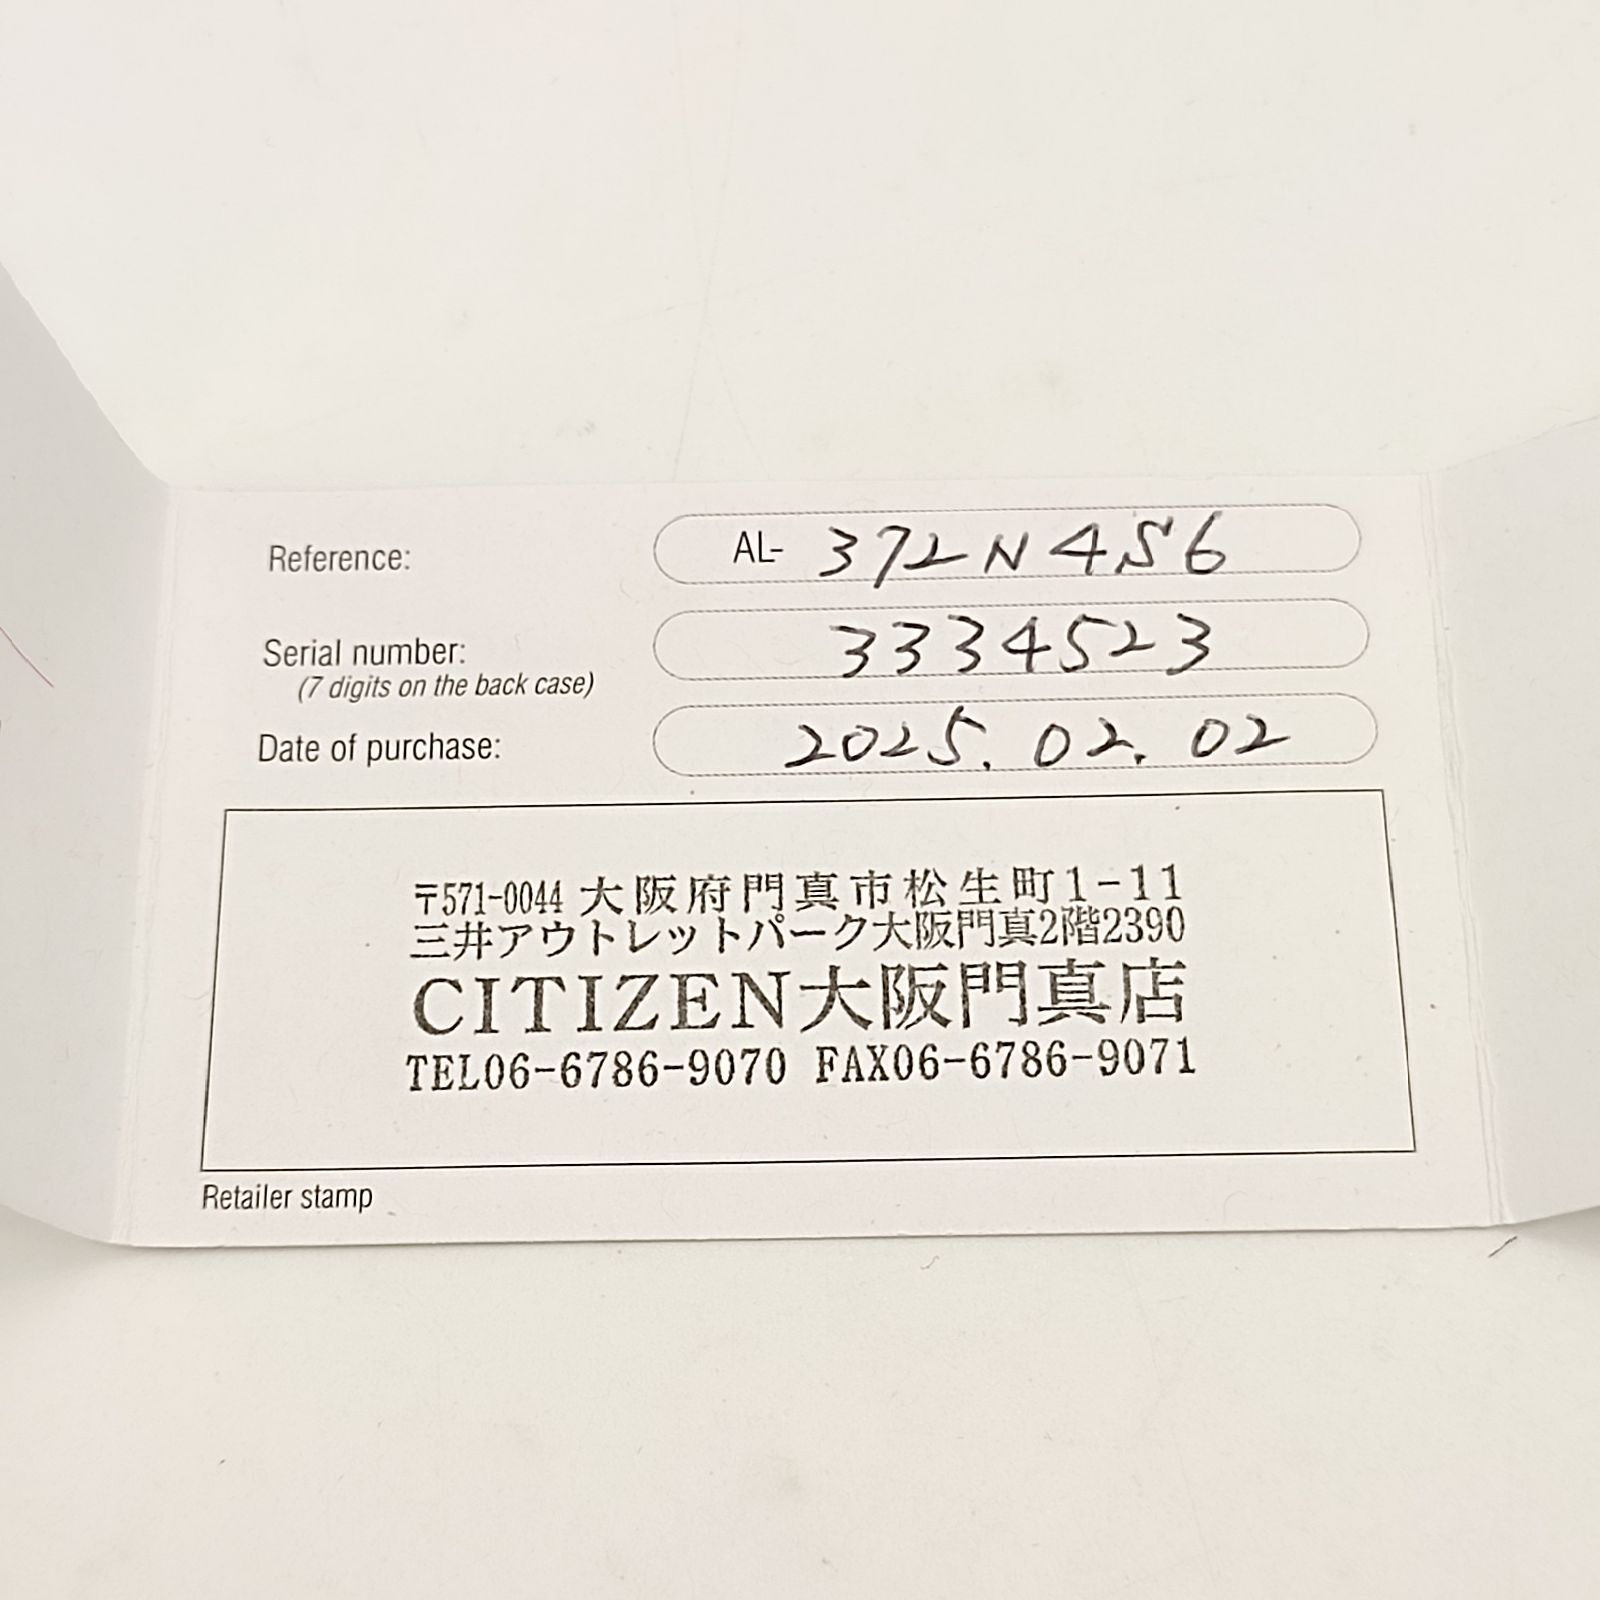 Reference: AL- 372N4S6
Serial number: 3334523
(7 digits on the back case)
Date of purchase: 2025.02.02
〒571-0044 大阪府門真市松生町1-11
三井アウトレットパーク大阪門真2階2390
CITIZEN大阪門真店
TEL06-6786-9070 FAX06-6786-9071
Retailer stamp